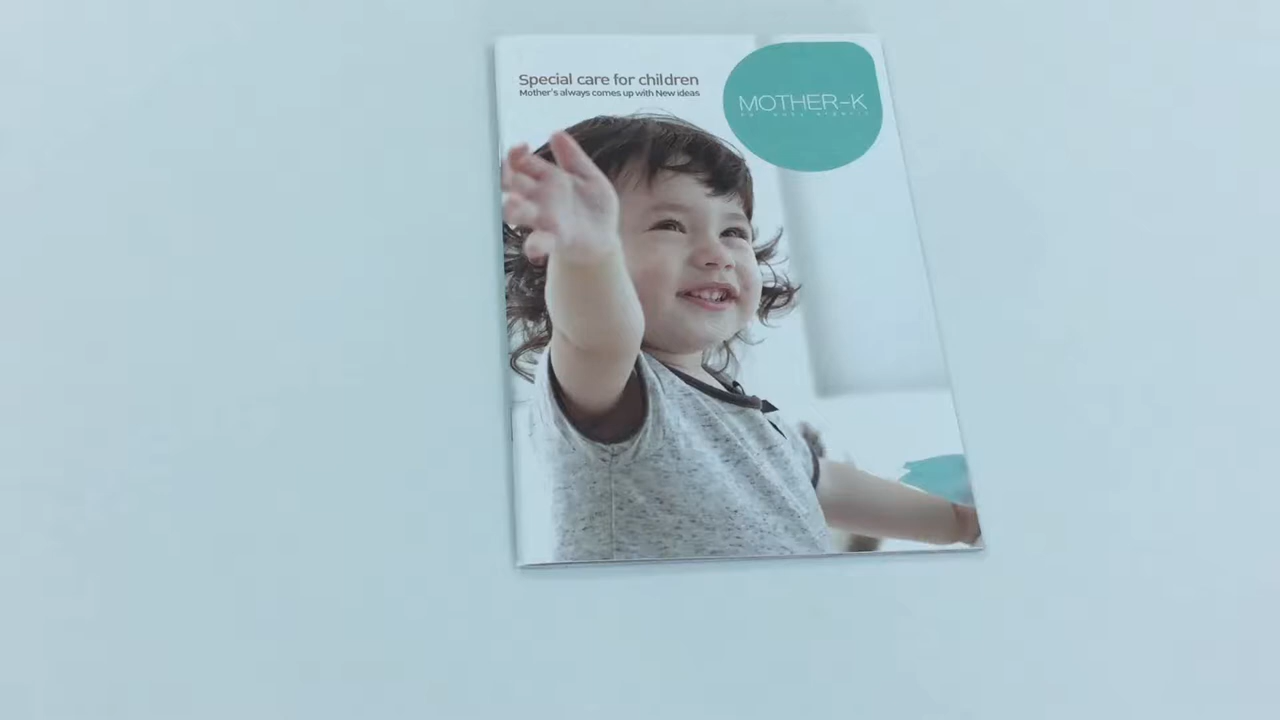 Special care for children
Mother's always comes up with New ideas
MOTHER-K